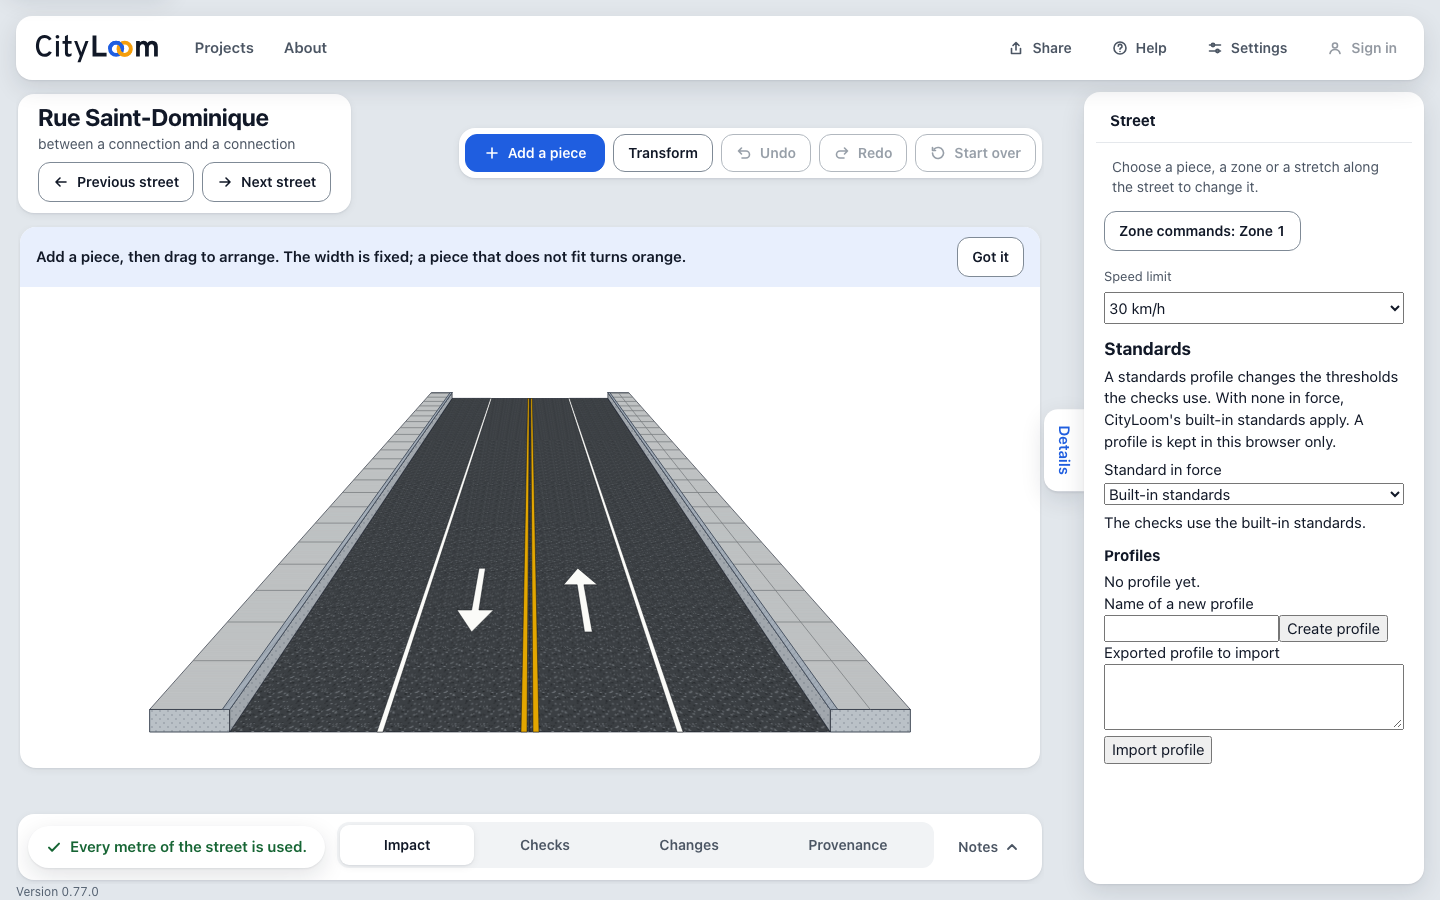 CityLoom
Projects
About
Share
Help
Settings
Sign in
Rue Saint-Dominique
between a connection and a connection
Previous street
Next street
Add a piece
Transform
Undo
Redo
Start over
Add a piece, then drag to arrange. The width is fixed; a piece that does not fit turns orange.
Got it
Details
Street
Choose a piece, a zone or a stretch along
the street to change it.
Zone commands: Zone 1
Speed limit
30 km/h
Standards
A standards profile changes the thresholds
the checks use. With none in force,
CityLoom's built-in standards apply. A
profile is kept in this browser only.
Standard in force
Built-in standards
The checks use the built-in standards.
Profiles
No profile yet.
Name of a new profile
Create profile
Exported profile to import
Import profile
Every metre of the street is used.
Impact
Checks
Changes
Provenance
Notes
Version 0.77.0